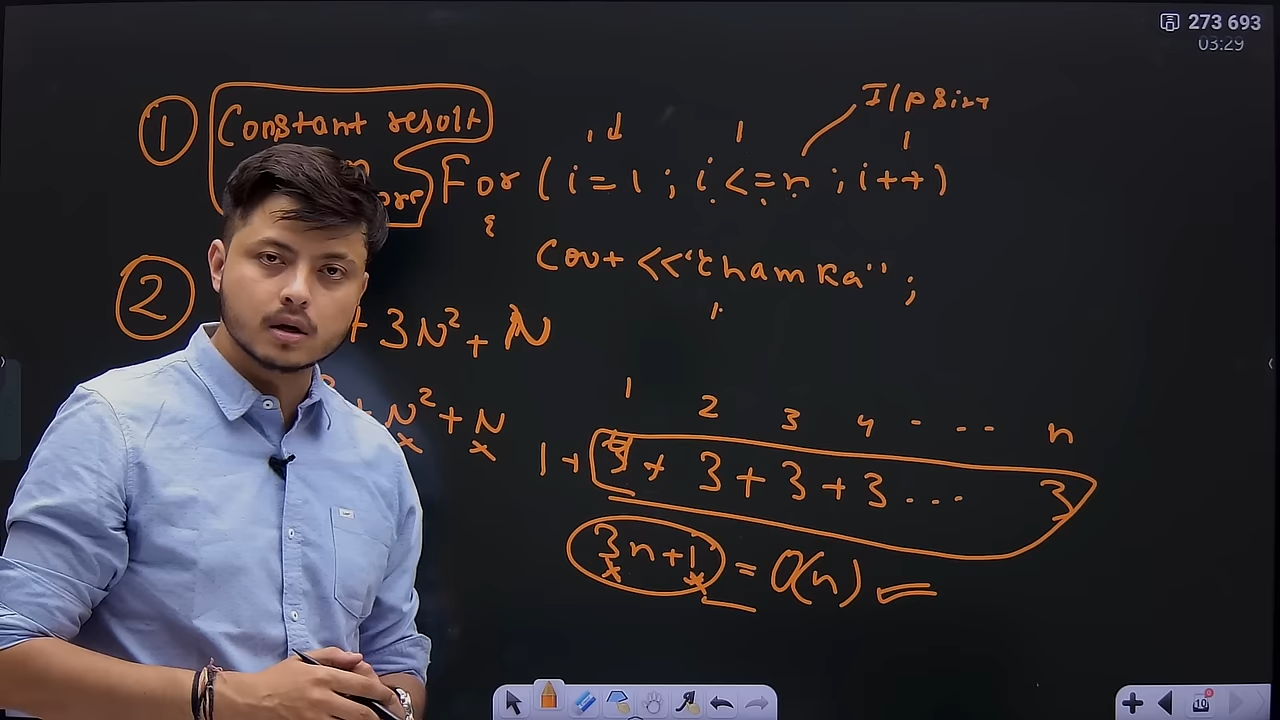 273 693
03:29
I/p size
① Constant result
For (i=1 ; i<=n ; i++)
{
Cout <<"chamka" ;
②
+ 3N² + N
+ N² + N
1 2 3 4 - - - n
1 + 3 + 3 + 3 + 3 ... 3
3n+1 = O(n)
10